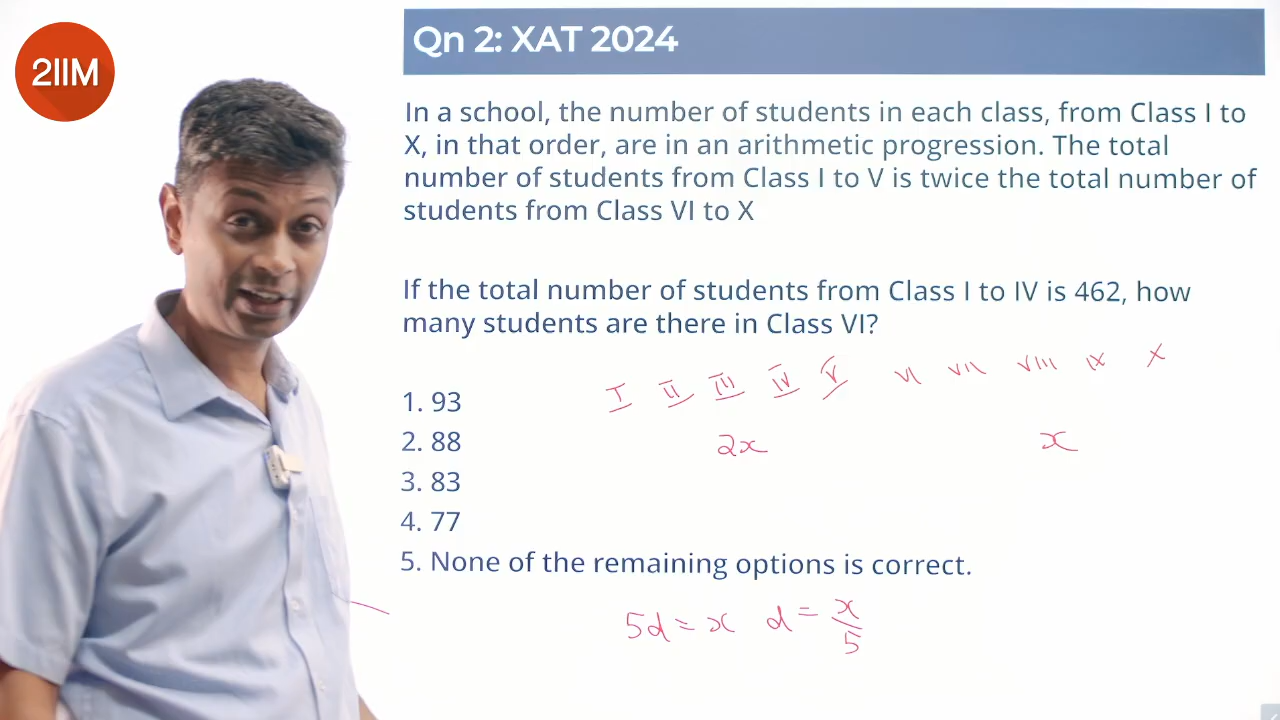 2IIM
Qn 2: XAT 2024
In a school, the number of students in each class, from Class I to
X, in that order, are in an arithmetic progression. The total
number of students from Class I to V is twice the total number of
students from Class VI to X
If the total number of students from Class I to IV is 462, how
many students are there in Class VI?
I II III IV V VI VII VIII IX X
1. 93
2. 88
2x x
3. 83
4. 77
5. None of the remaining options is correct.
5d = x d = x/5